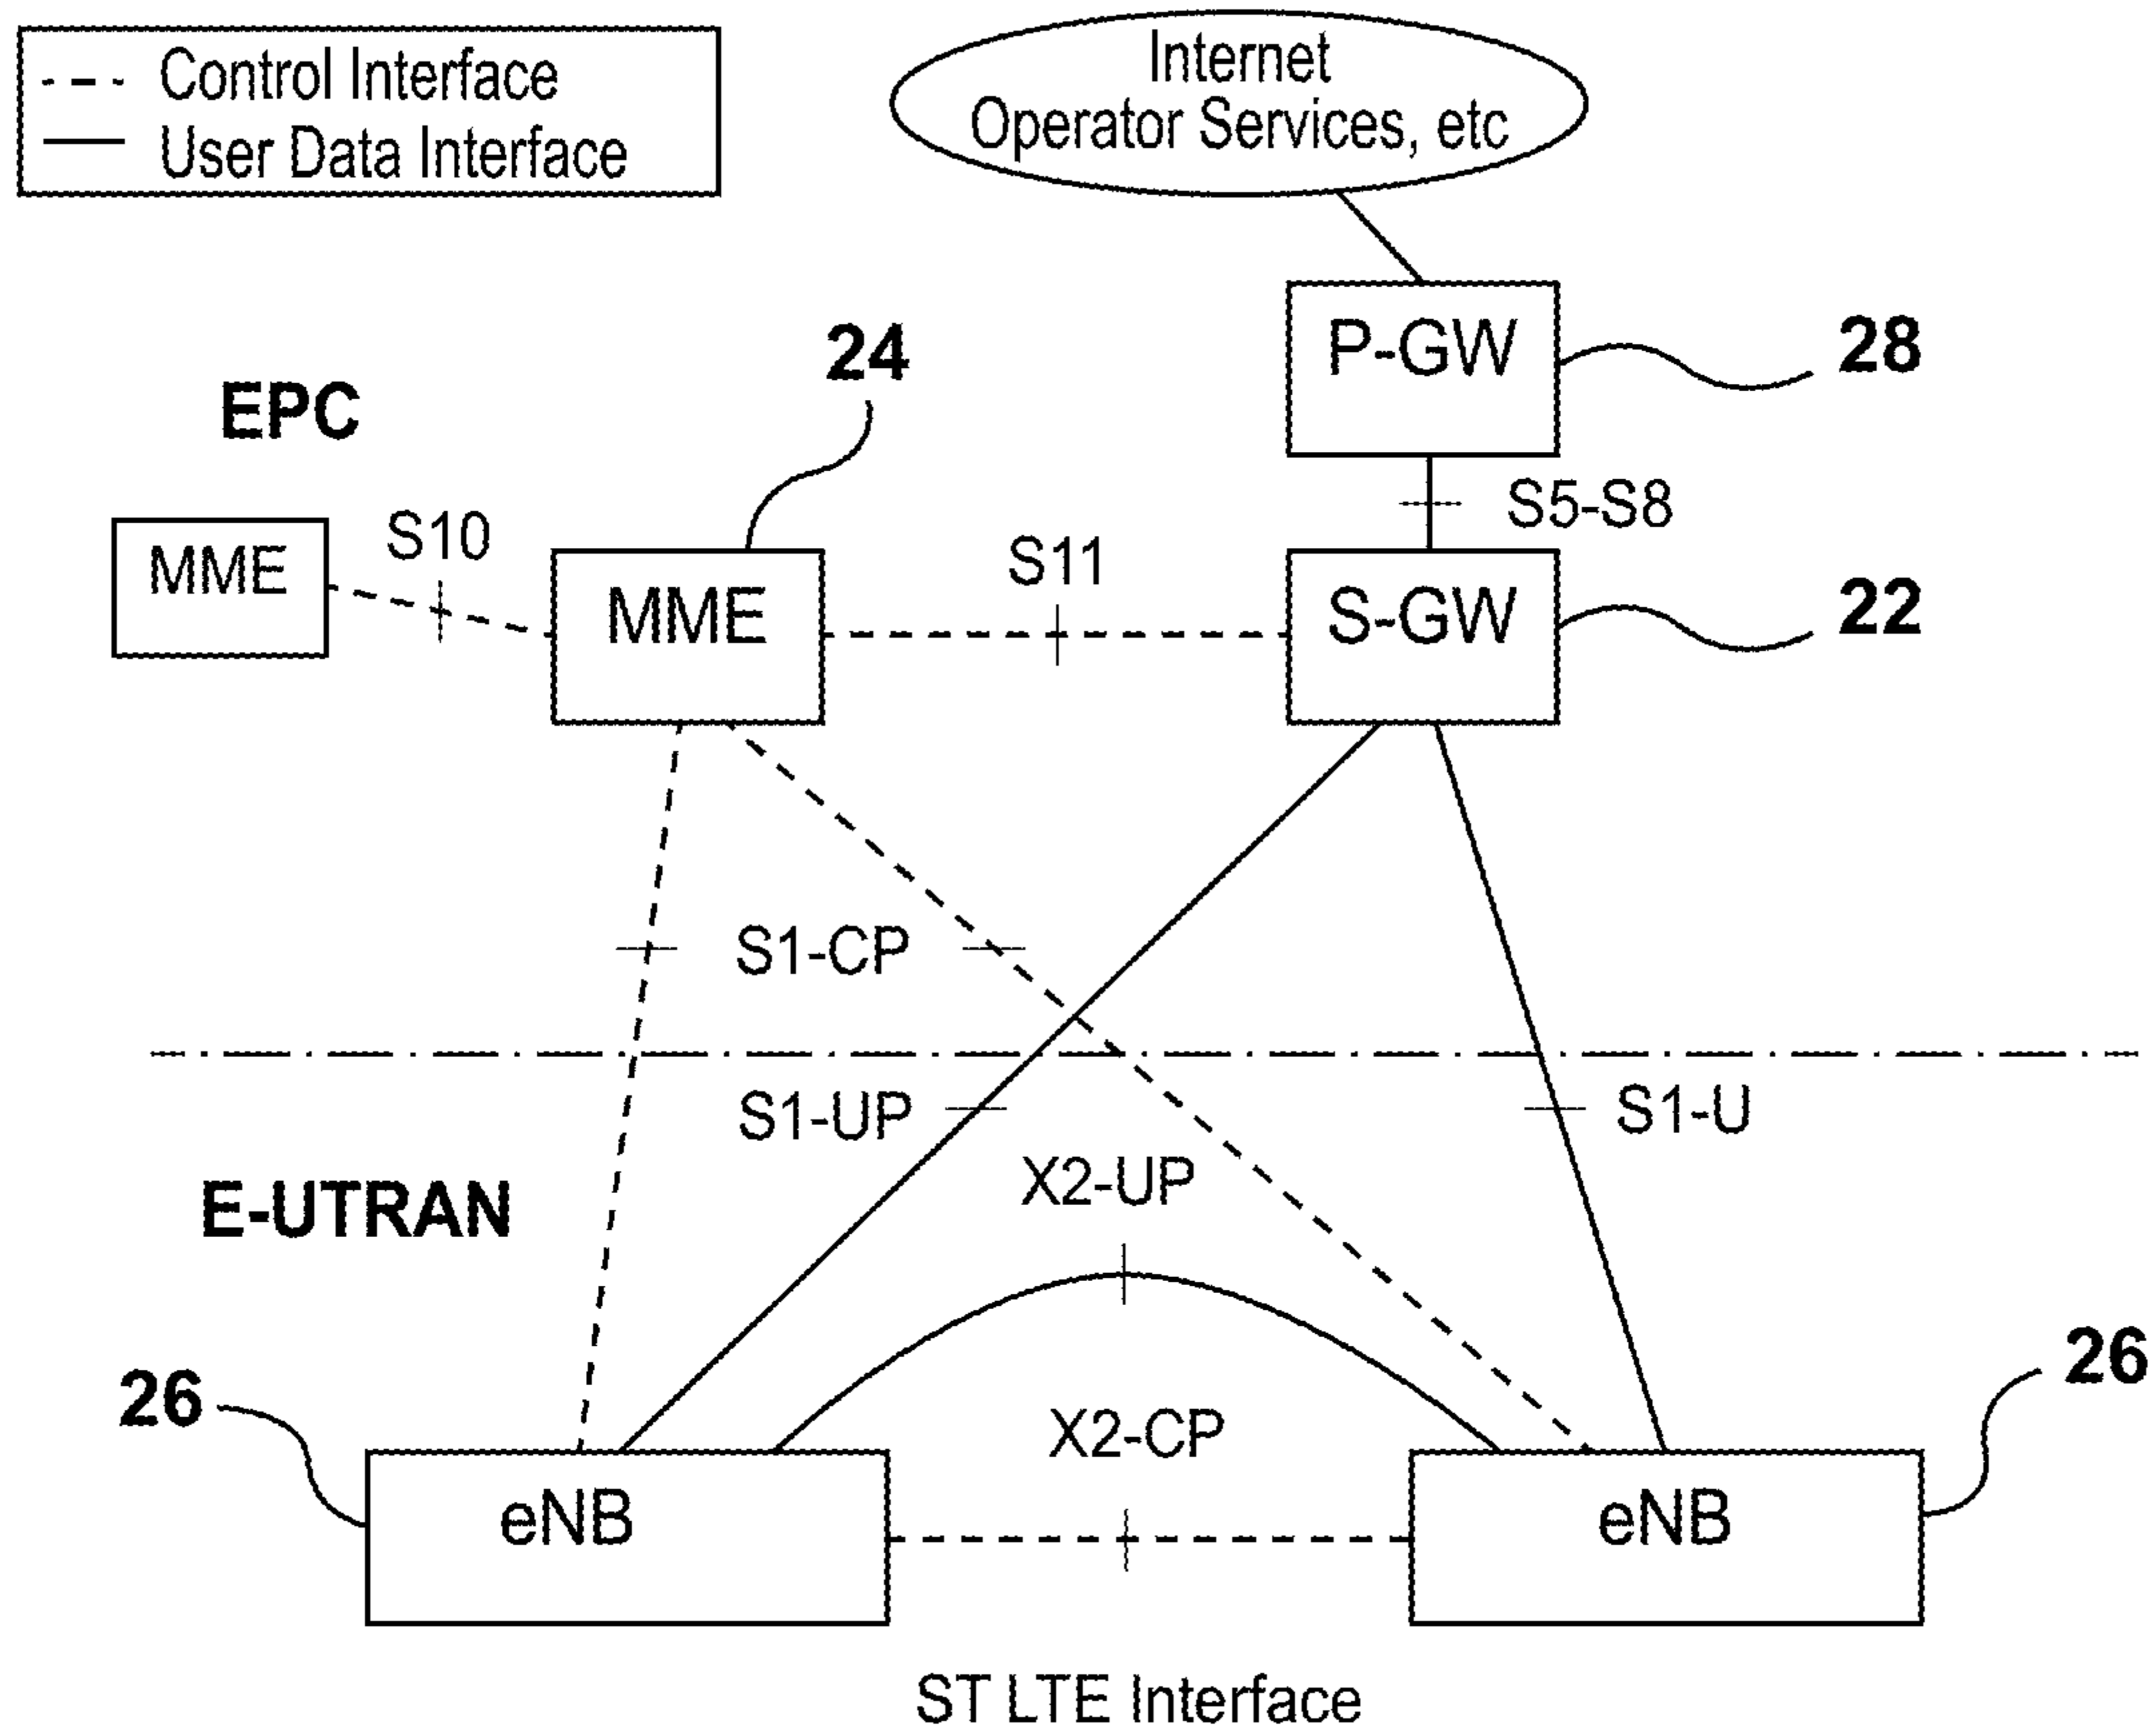 Control Interface
User Data Interface
Internet
Operator Services, etc
P-GW
28
24
EPC
S5-S8
S10
MME
S11
MME
S-GW
22
S1-CP
S1-UP
S1-U
X2-UP
E-UTRAN
26
26
X2-CP
eNB
eNB
ST LTE Interface